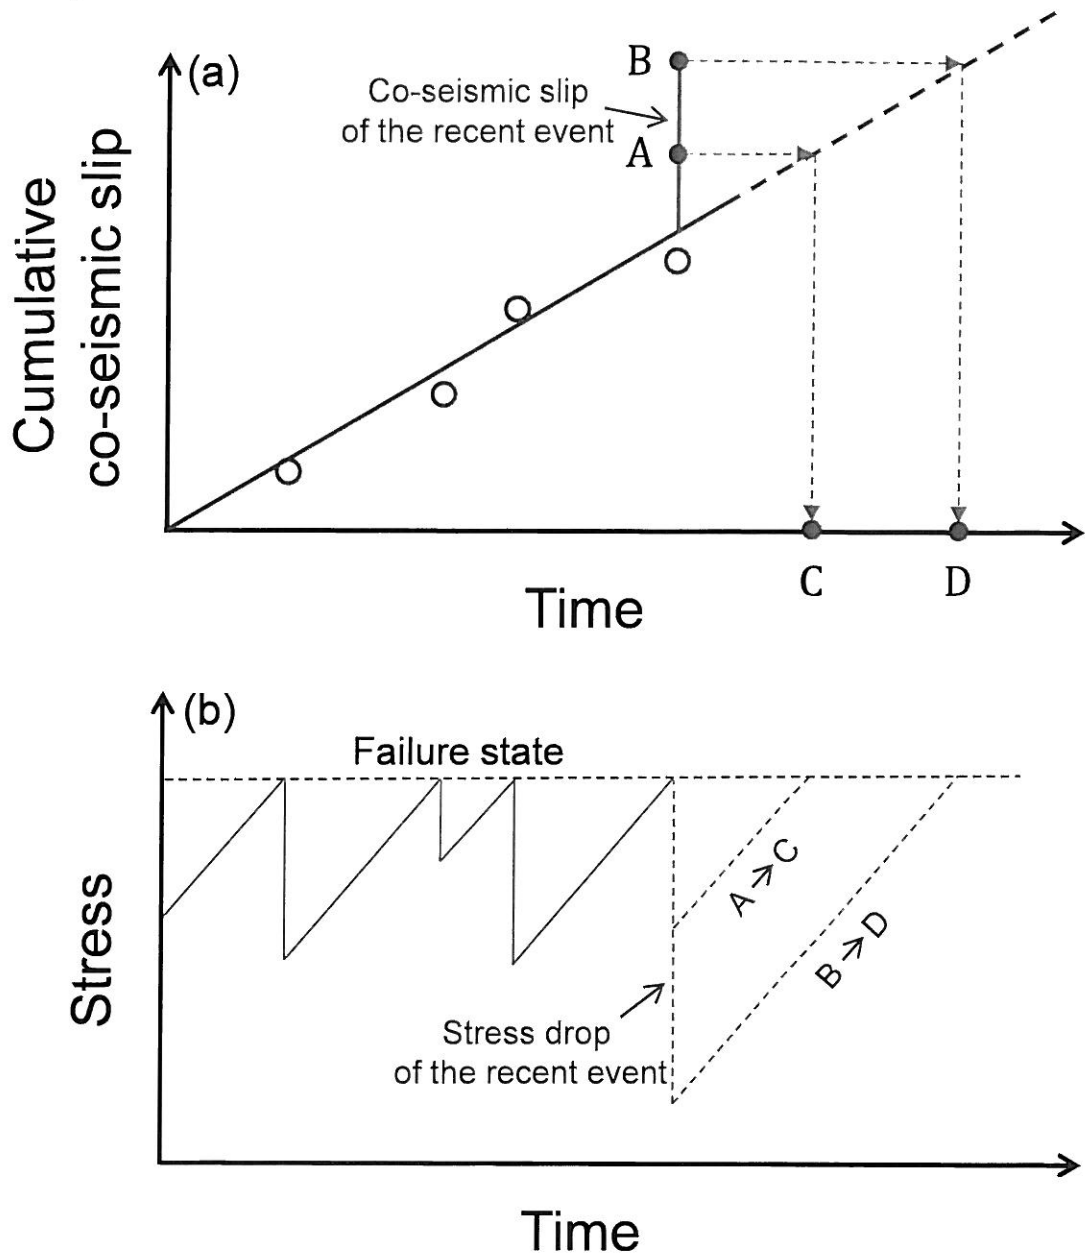 (a)
B
Co-seismic slip
of the recent event
A
Cumulative
co-seismic slip
C
D
Time
(b)
Failure state
A → C
B → D
Stress
Stress drop
of the recent event
Time